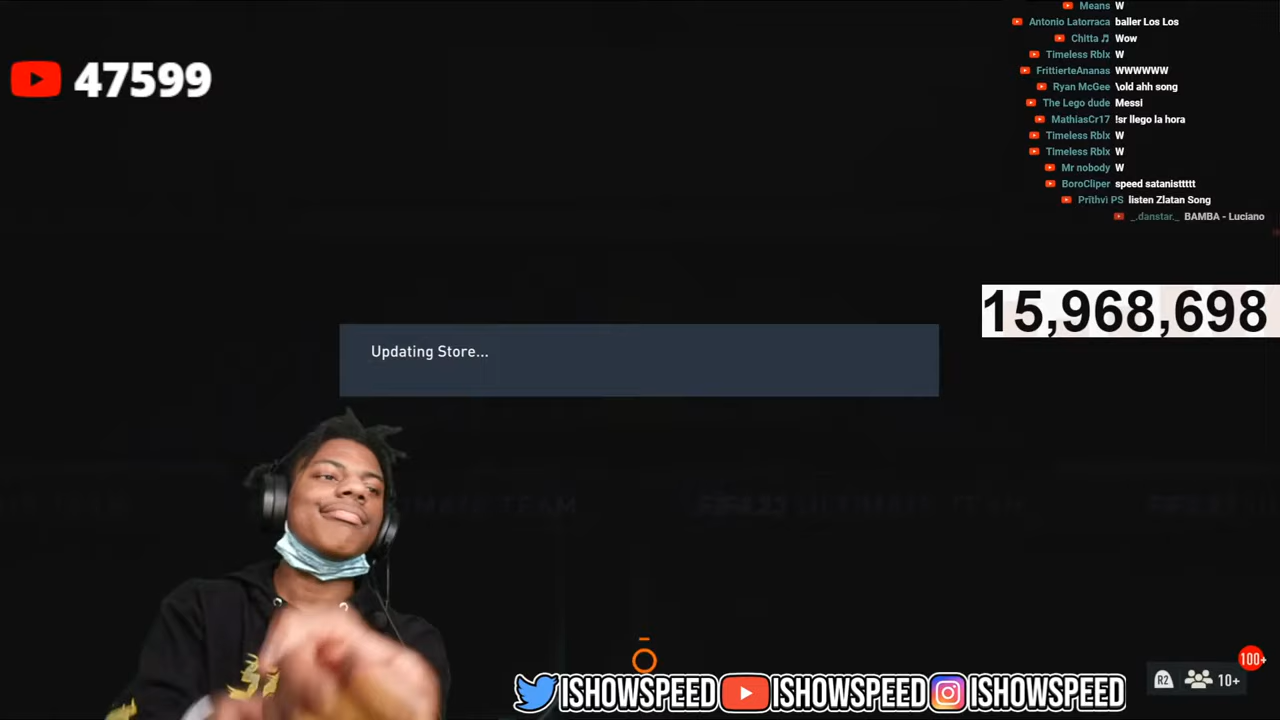 47599
Means W
Antonio Latorraca baller Los Los
Chitta ♫ Wow
Timeless Rblx W
FrittierteAnanas WWWWWW
Ryan McGee \old ahh song
The Lego dude Messi
MathiasCr17 !sr llego la hora
Timeless Rblx W
Timeless Rblx W
Mr nobody W
BoroCliper speed satanisttttt
Prïthvì PS listen Zlatan Song
_.danstar._ BAMBA - Luciano
15,968,698
Updating Store...
ISHOWSPEED ISHOWSPEED ISHOWSPEED
100+
R2 10+